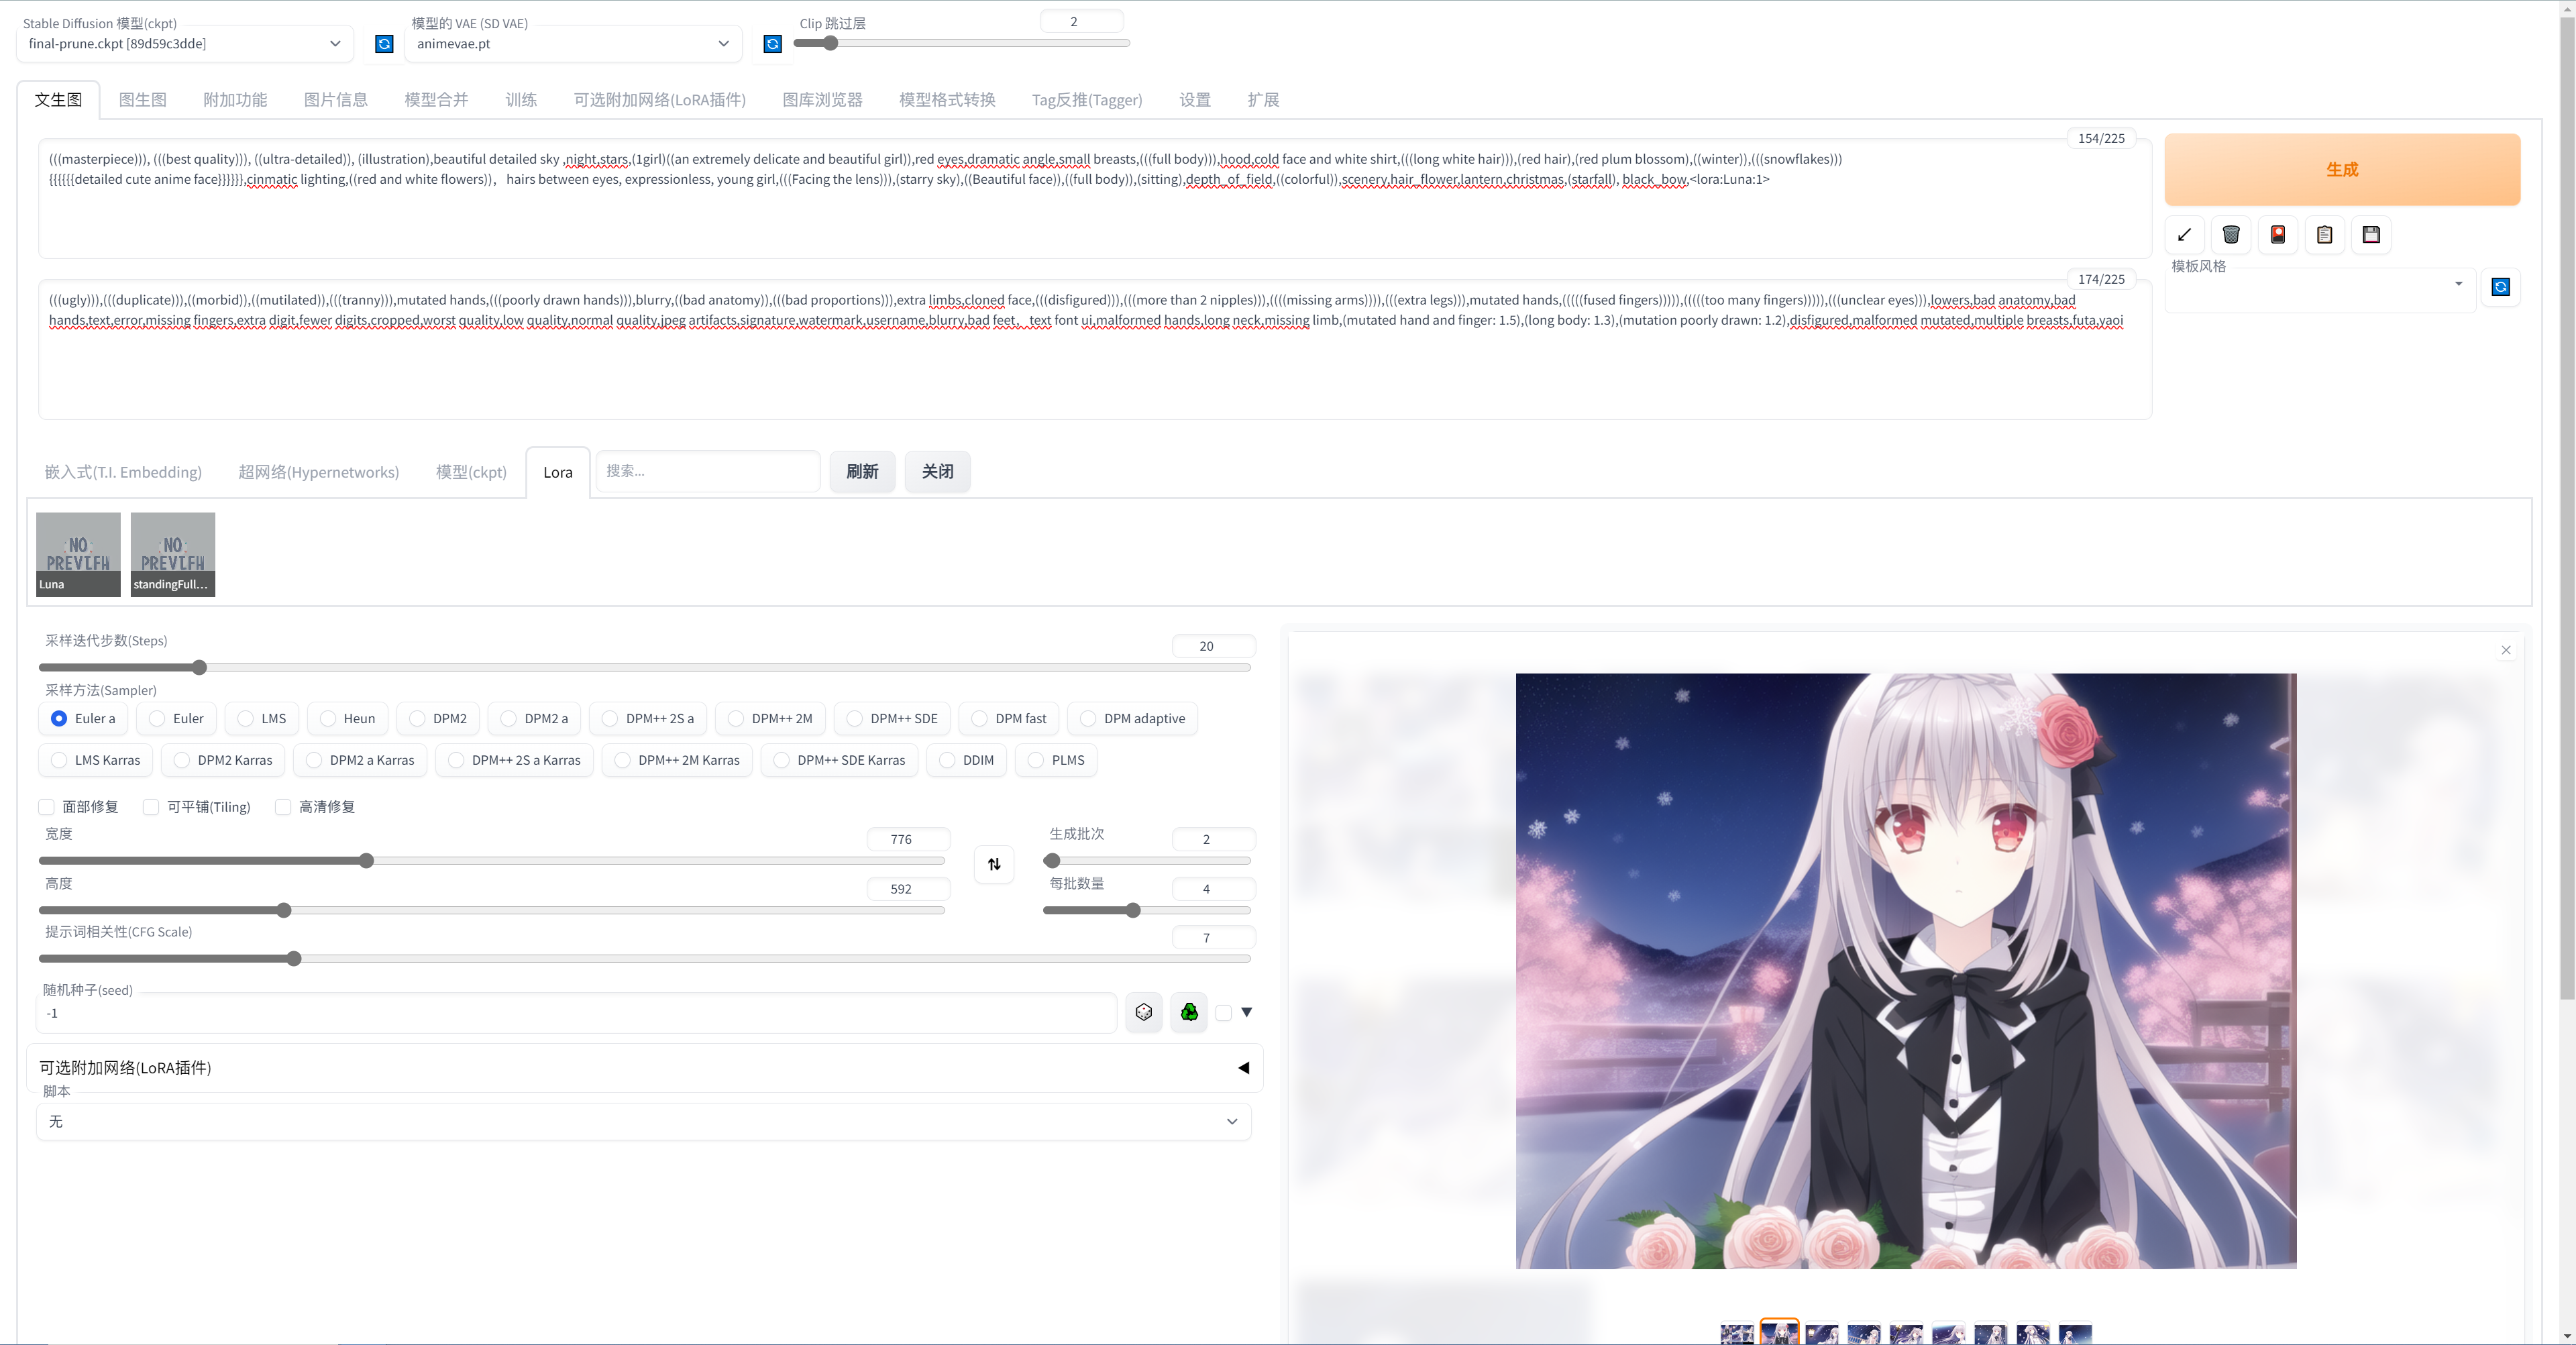 Stable Diffusion 模型(ckpt)
final-prune.ckpt [89d59c3dde]
模型的 VAE (SD VAE)
animevae.pt
Clip 跳过层
2
文生图 图生图 附加功能 图片信息 模型合并 训练 可选附加网络(LoRA插件) 图库浏览器 模型格式转换 Tag反推(Tagger) 设置 扩展
154/225
(((masterpiece))), (((best quality))), ((ultra-detailed)), (illustration),beautiful detailed sky ,night,stars,(1girl)((an extremely delicate and beautiful girl)),red eyes,dramatic angle,small breasts,(((full body))),hood,cold face and white shirt,(((long white hair))),(red hair),(red plum blossom),((winter)),(((snowflakes)))
{{{{{{detailed cute anime face}}}}}},cinmatic lighting,((red and white flowers)), hairs between eyes, expressionless, young girl,(((Facing the lens))),(starry sky),((Beautiful face)),((full body)),(sitting),depth_of_field,((colorful)),scenery,hair_flower,lantern,christmas,(starfall), black_bow,<lora:Luna:1>
生成
174/225
(((ugly))),(((duplicate))),((morbid)),((mutilated)),(((tranny))),mutated hands,(((poorly drawn hands))),blurry,((bad anatomy)),(((bad proportions))),extra limbs,cloned face,(((disfigured))),(((more than 2 nipples))),((((missing arms)))),(((extra legs))),mutated hands,(((((fused fingers))))),(((((too many fingers))))),(((unclear eyes))),lowers,bad anatomy,bad
hands,text,error,missing fingers,extra digit,fewer digits,cropped,worst quality,low quality,normal quality,jpeg artifacts,signature,watermark,username,blurry,bad feet, text font ui,malformed hands,long neck,missing limb,(mutated hand and finger: 1.5),(long body: 1.3),(mutation poorly drawn: 1.2),disfigured,malformed mutated,multiple breasts,futa,yaoi
模板风格
嵌入式(T.I. Embedding) 超网络(Hypernetworks) 模型(ckpt) Lora 搜索... 刷新 关闭
NO
Luna
NO
standingFull...
采样迭代步数(Steps)
20
采样方法(Sampler)
Euler a Euler LMS Heun DPM2 DPM2 a DPM++ 2S a DPM++ 2M DPM++ SDE DPM fast DPM adaptive
LMS Karras DPM2 Karras DPM2 a Karras DPM++ 2S a Karras DPM++ 2M Karras DPM++ SDE Karras DDIM PLMS
面部修复 可平铺(Tiling) 高清修复
宽度
776
生成批次
2
高度
592
每批数量
4
提示词相关性(CFG Scale)
7
随机种子(seed)
-1
可选附加网络(LoRA插件)
脚本
无